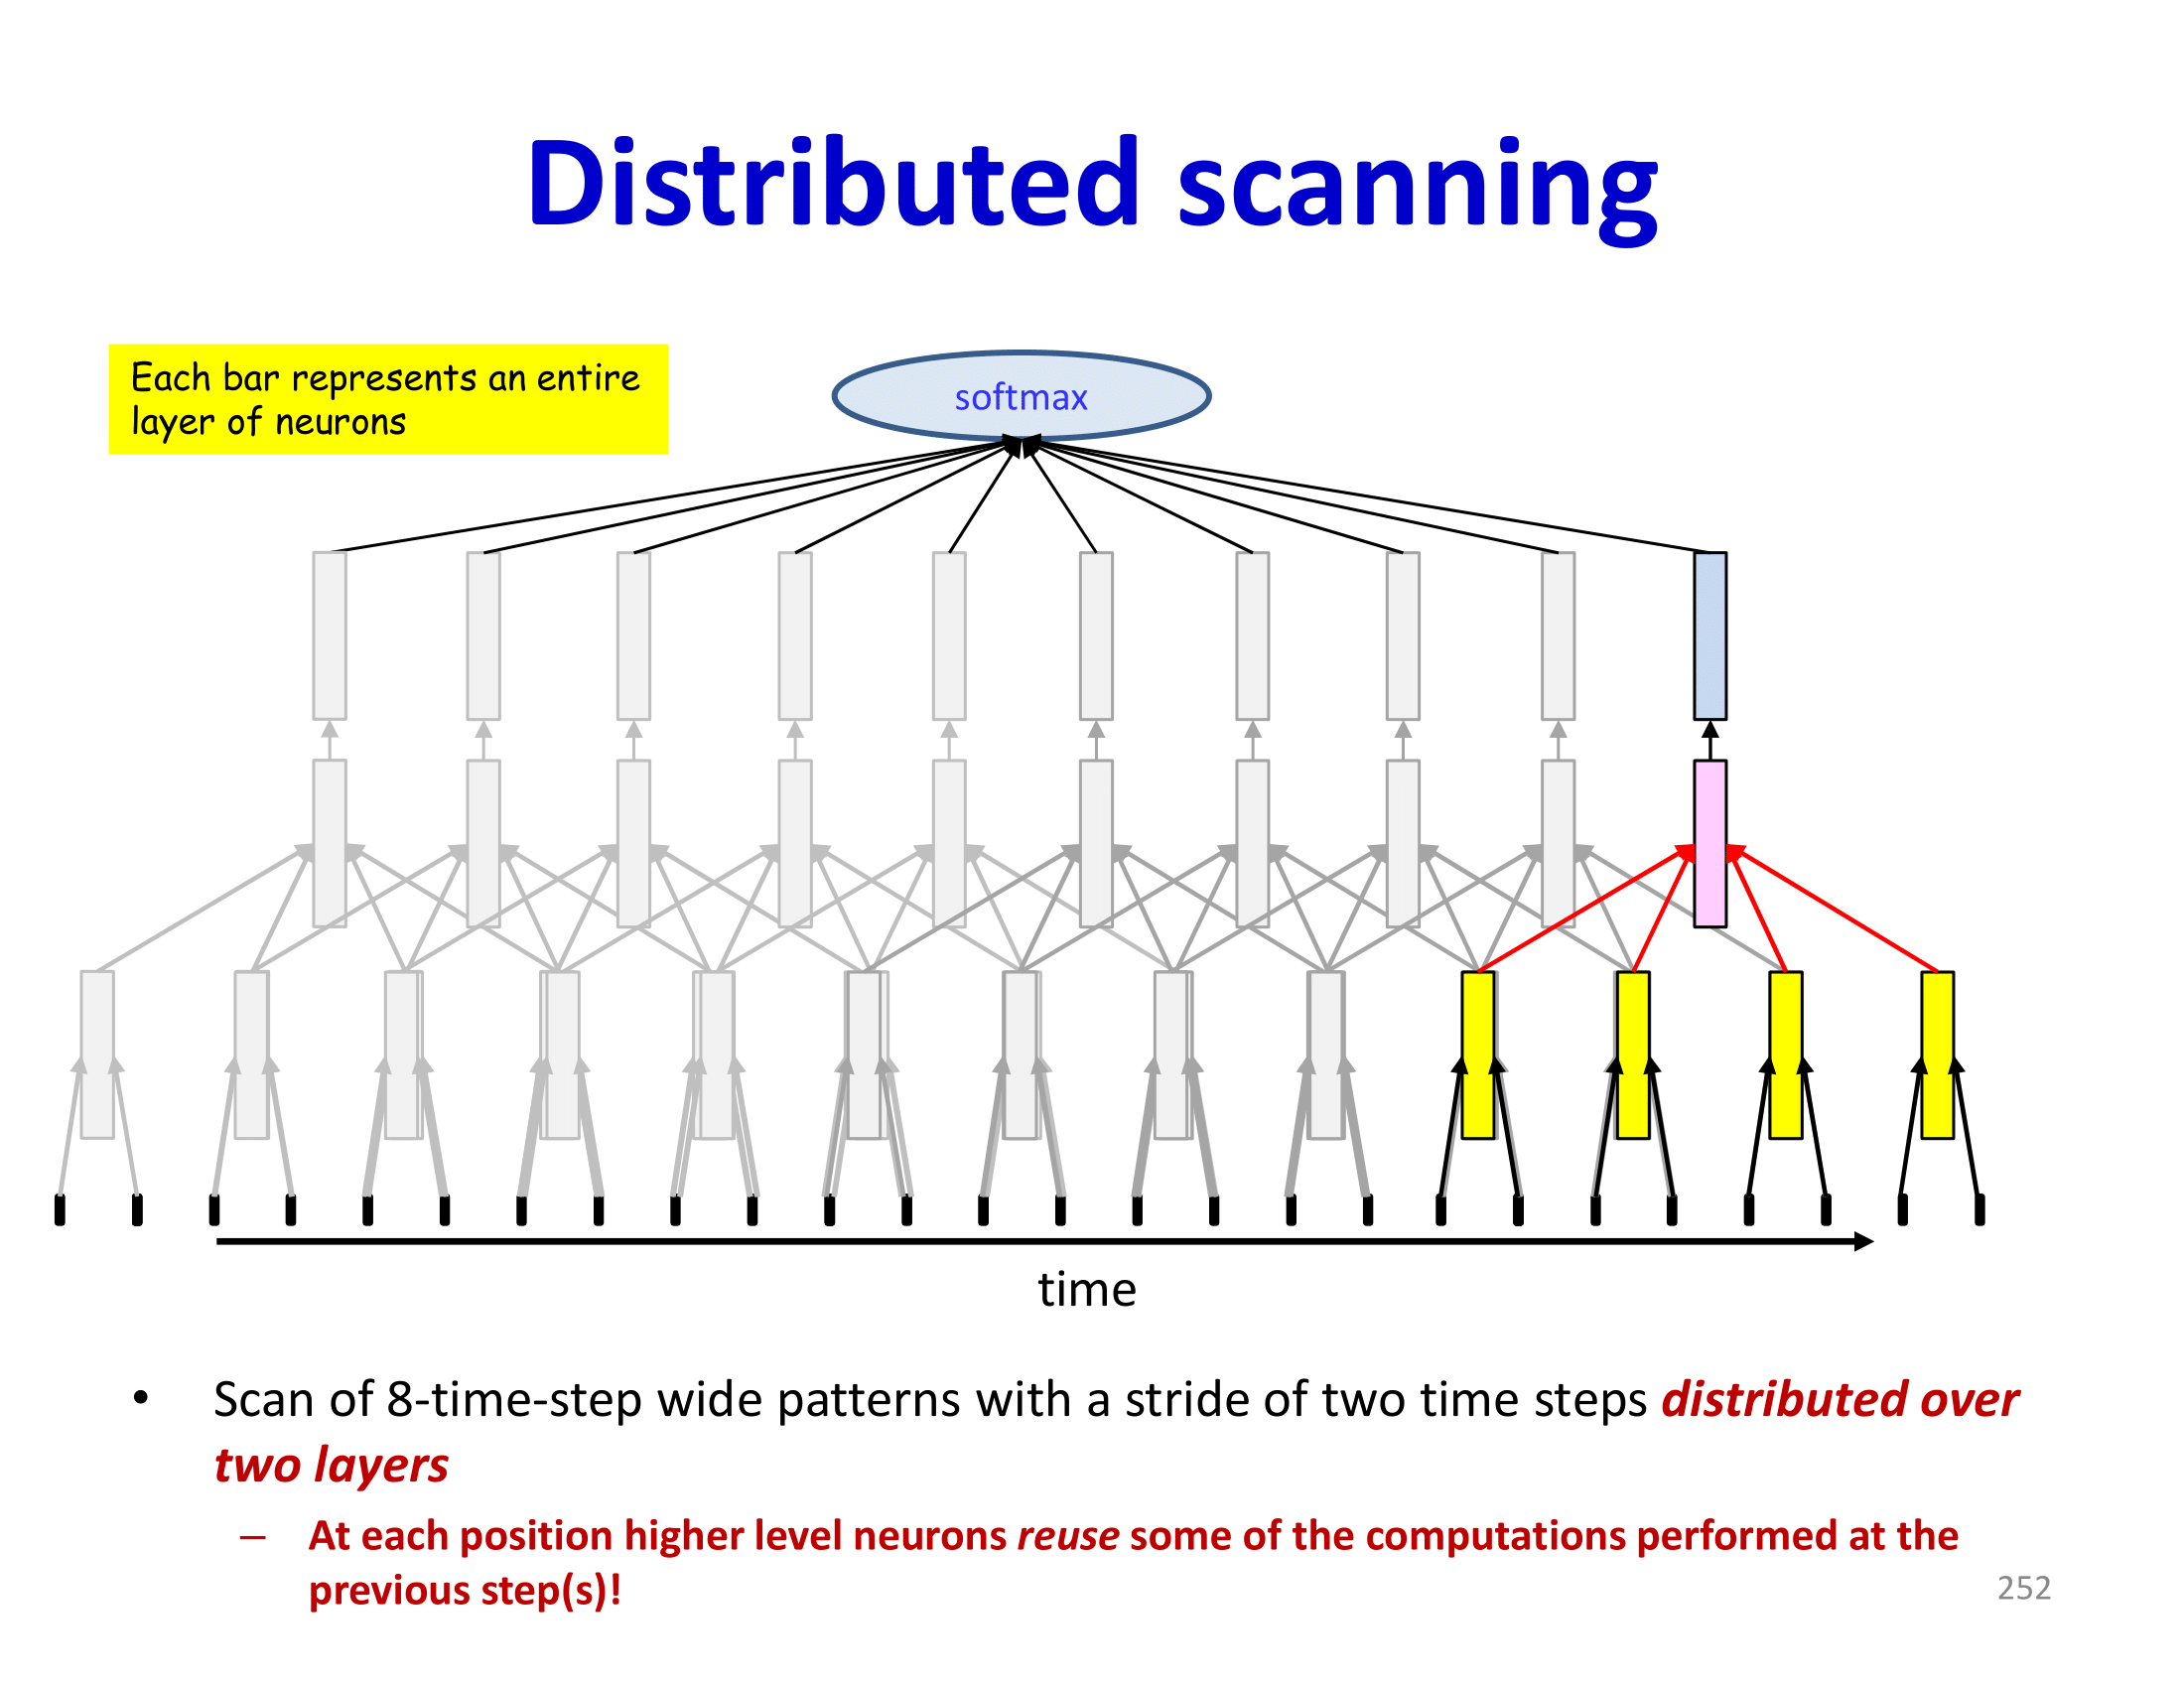 Distributed scanning
Each bar represents an entire
layer of neurons
softmax
time
• Scan of 8-time-step wide patterns with a stride of two time steps distributed over
two layers
– At each position higher level neurons reuse some of the computations performed at the
previous step(s)!
252